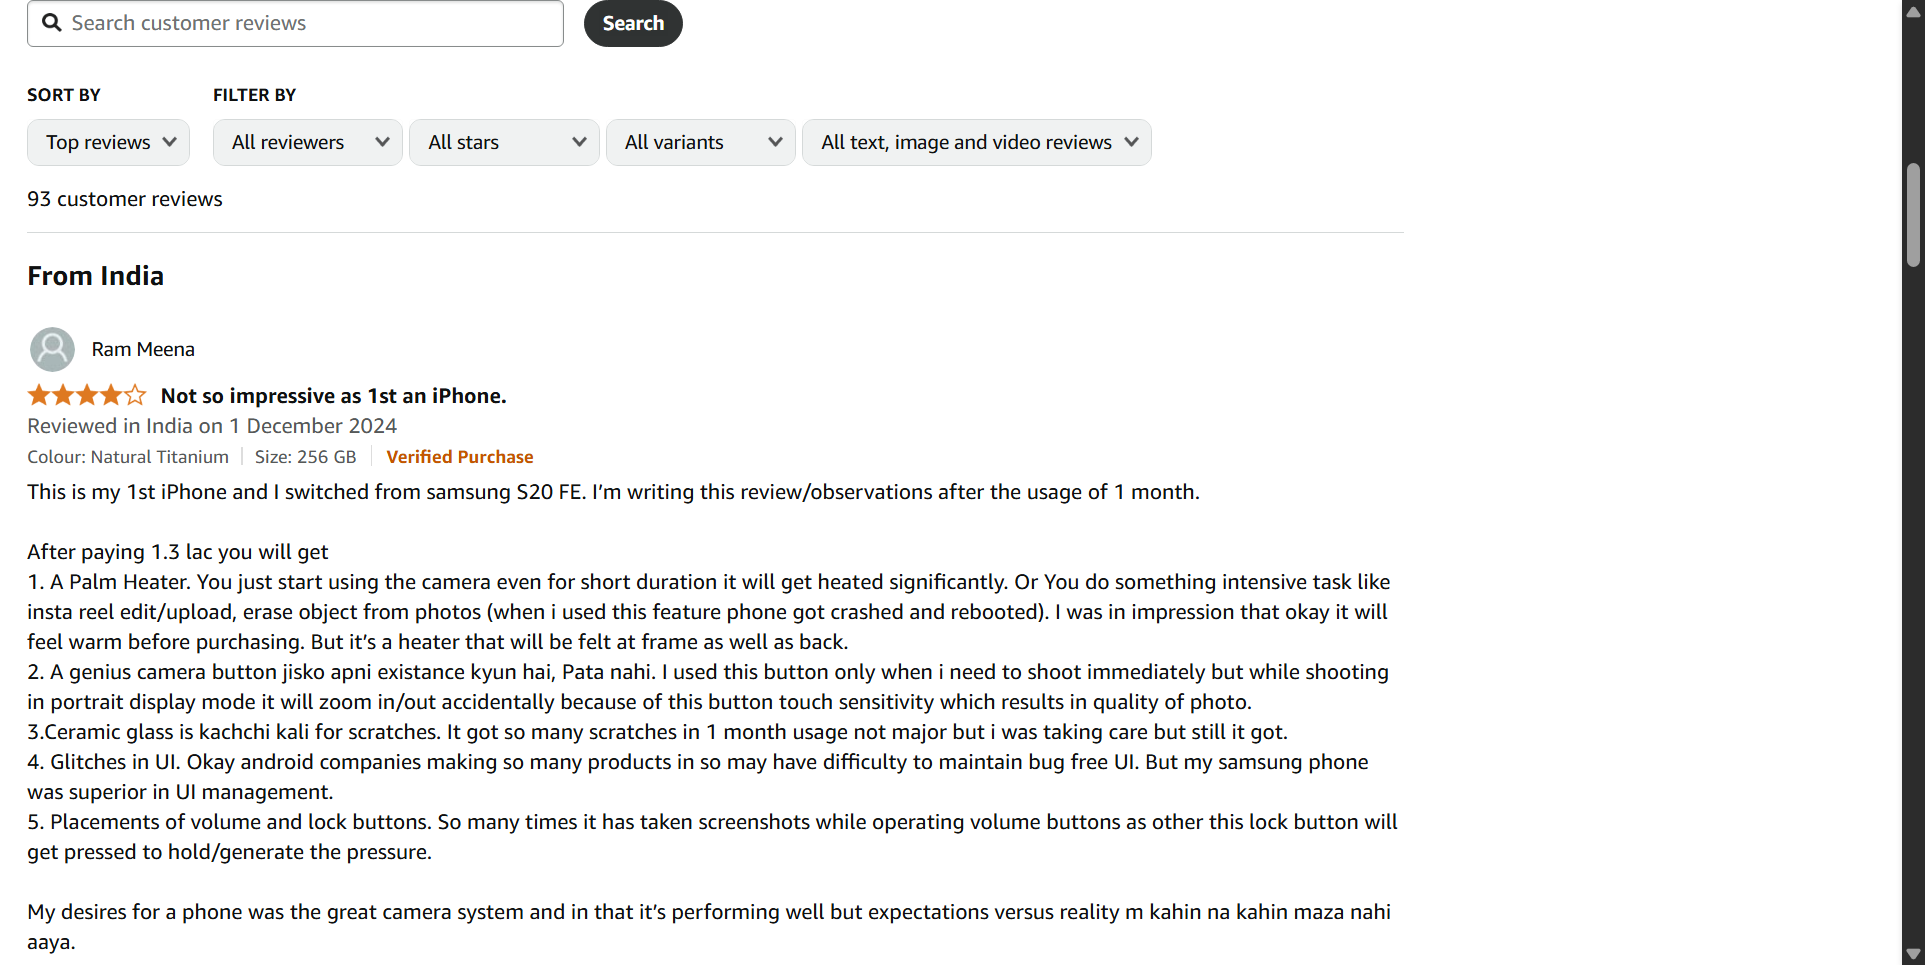 Search customer reviews
Search
SORT BY
FILTER BY
Top reviews
All reviewers
All stars
All variants
All text, image and video reviews
93 customer reviews
From India
Ram Meena
Not so impressive as 1st an iPhone.
Reviewed in India on 1 December 2024
Colour: Natural Titanium | Size: 256 GB | Verified Purchase
This is my 1st iPhone and I switched from samsung S20 FE. I’m writing this review/observations after the usage of 1 month.
After paying 1.3 lac you will get
1. A Palm Heater. You just start using the camera even for short duration it will get heated significantly. Or You do something intensive task like
insta reel edit/upload, erase object from photos (when i used this feature phone got crashed and rebooted). I was in impression that okay it will
feel warm before purchasing. But it’s a heater that will be felt at frame as well as back.
2. A genius camera button jisko apni existance kyun hai, Pata nahi. I used this button only when i need to shoot immediately but while shooting
in portrait display mode it will zoom in/out accidentally because of this button touch sensitivity which results in quality of photo.
3.Ceramic glass is kachchi kali for scratches. It got so many scratches in 1 month usage not major but i was taking care but still it got.
4. Glitches in UI. Okay android companies making so many products in so may have difficulty to maintain bug free UI. But my samsung phone
was superior in UI management.
5. Placements of volume and lock buttons. So many times it has taken screenshots while operating volume buttons as other this lock button will
get pressed to hold/generate the pressure.
My desires for a phone was the great camera system and in that it’s performing well but expectations versus reality m kahin na kahin maza nahi
aaya.